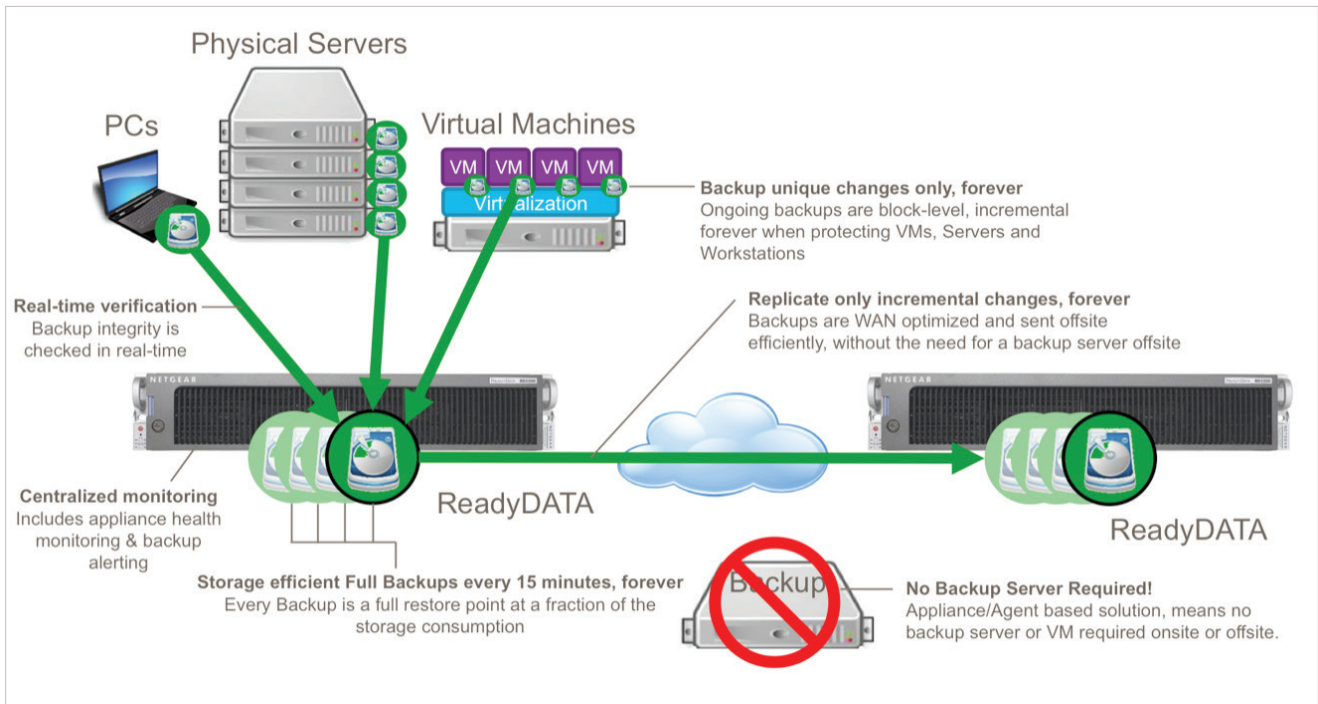 Physical Servers
PCs
Virtual Machines
VM VM VM VM
Virtualization
Backup unique changes only, forever
Ongoing backups are block-level, incremental
forever when protecting VMs, Servers and
Workstations
Real-time verification
Backup integrity is
checked in real-time
Replicate only incremental changes, forever
Backups are WAN optimized and sent offsite
efficiently, without the need for a backup server offsite
NETGEAR
NETGEAR
ReadyDATA
ReadyDATA
Centralized monitoring
Includes appliance health
monitoring & backup
alerting
Storage efficient Full Backups every 15 minutes, forever
Every Backup is a full restore point at a fraction of the
storage consumption
Backup
No Backup Server Required!
Appliance/Agent based solution, means no
backup server or VM required onsite or offsite.